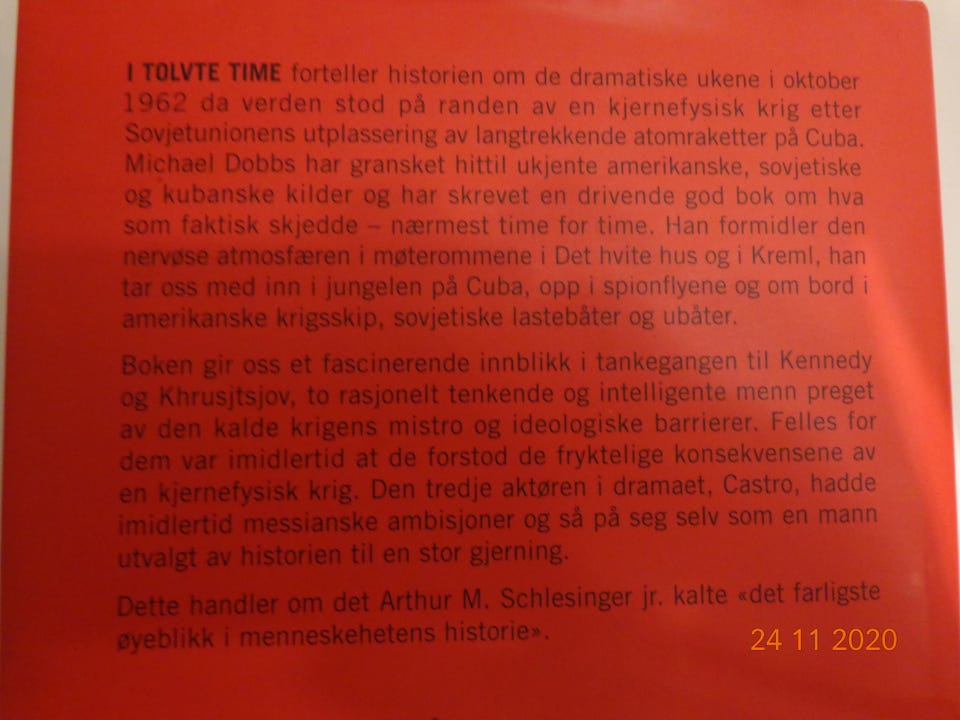 I TOLVTE TIME forteller historien om de dramatiske ukene i oktober
1962 da verden stod på randen av en kjernefysisk krig etter
Sovjetunionens utplassering av langtrekkende atomraketter på Cuba.
Michael Dobbs har gransket hittil ukjente amerikanske, sovjetiske
og kubanske kilder og har skrevet en drivende god bok om hva
som faktisk skjedde – nærmest time for time. Han formidler den
nervøse atmosfæren i møterommene i Det hvite hus og i Kreml, han
tar oss med inn i jungelen på Cuba, opp i spionflyene og om bord i
amerikanske krigsskip, sovjetiske lastebåter og ubåter.
Boken gir oss et fascinerende innblikk i tankegangen til Kennedy
og Khrusjtsjov, to rasjonelt tenkende og intelligente menn preget
av den kalde krigens mistro og ideologiske barrierer. Felles for
dem var imidlertid at de forstod de fryktelige konsekvensene av
en kjernefysisk krig. Den tredje aktøren i dramaet, Castro, hadde
imidlertid messianske ambisjoner og så på seg selv som en mann
utvalgt av historien til en stor gjerning.
Dette handler om det Arthur M. Schlesinger jr. kalte «det farligste
øyeblikk i menneskehetens historie».
24 11 2020